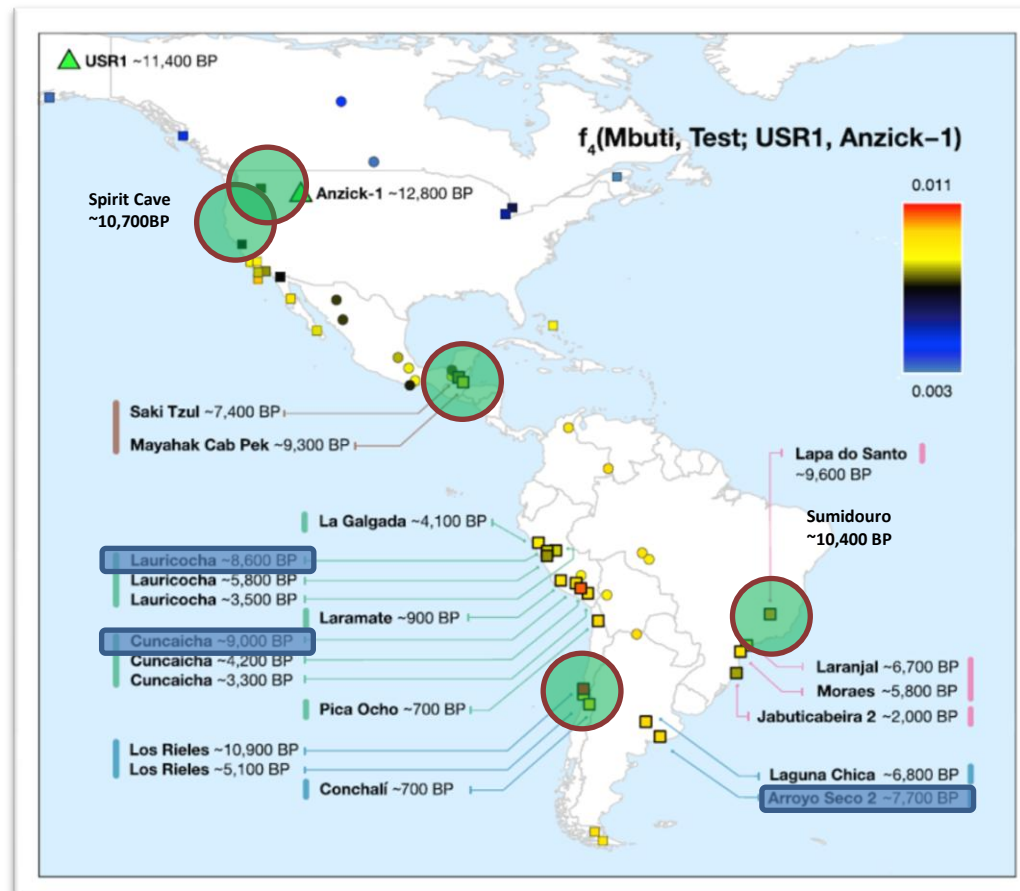 USR1 ~11,400 BP
f4(Mbuti, Test; USR1, Anzick–1)
0.011
0.003
Spirit Cave
~10,700BP
Anzick-1 ~12,800 BP
Saki Tzul ~7,400 BP
Mayahak Cab Pek ~9,300 BP
Lapa do Santo
~9,600 BP
Sumidouro
~10,400 BP
La Galgada ~4,100 BP
Lauricocha ~8,600 BP
Lauricocha ~5,800 BP
Lauricocha ~3,500 BP
Laramate ~900 BP
Cuncaicha ~9,000 BP
Cuncaicha ~4,200 BP
Cuncaicha ~3,300 BP
Pica Ocho ~700 BP
Los Rieles ~10,900 BP
Los Rieles ~5,100 BP
Conchalí ~700 BP
Laranjal ~6,700 BP
Moraes ~5,800 BP
Jabuticabeira 2 ~2,000 BP
Laguna Chica ~6,800 BP
Arroyo Seco 2 ~7,700 BP